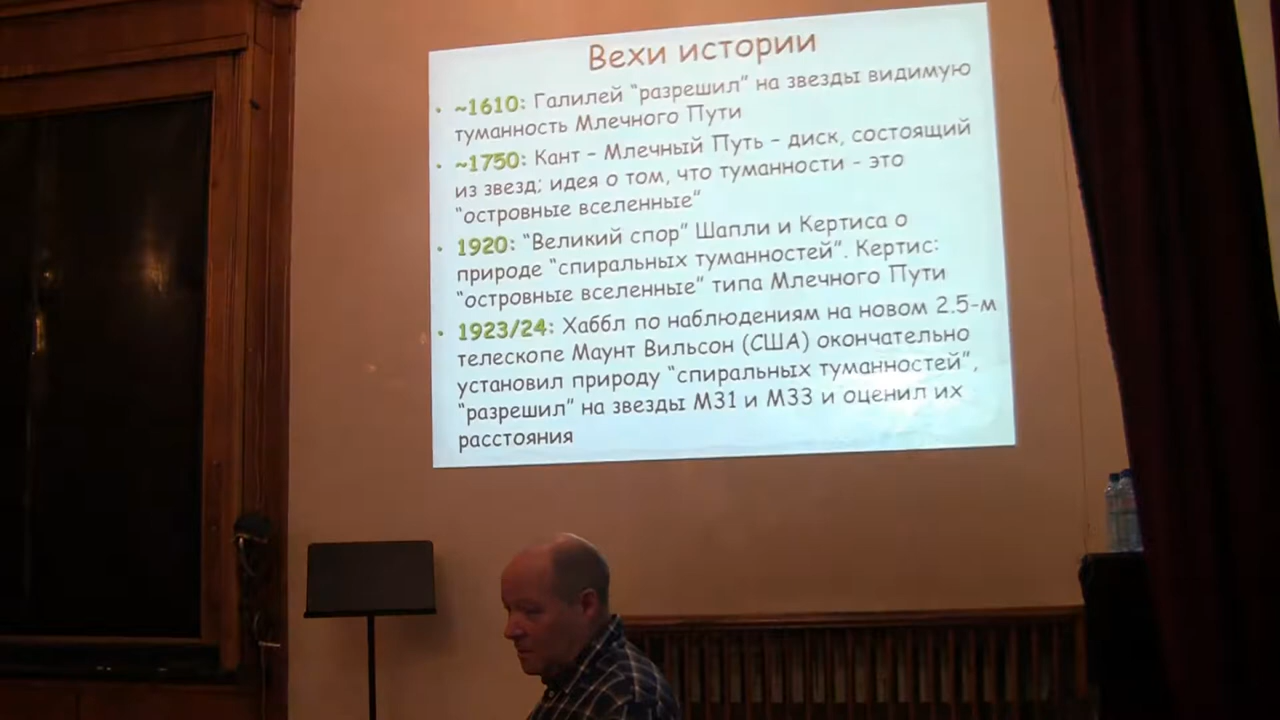 Вехи истории
• ~1610: Галилей "разрешил" на звезды видимую
туманность Млечного Пути
• ~1750: Кант – Млечный Путь – диск, состоящий
из звезд; идея о том, что туманности - это
"островные вселенные"
• 1920: "Великий спор" Шапли и Кертиса о
природе "спиральных туманностей". Кертис:
"островные вселенные" типа Млечного Пути
• 1923/24: Хаббл по наблюдениям на новом 2.5-м
телескопе Маунт Вильсон (США) окончательно
установил природу "спиральных туманностей",
"разрешил" на звезды М31 и М33 и оценил их
расстояния